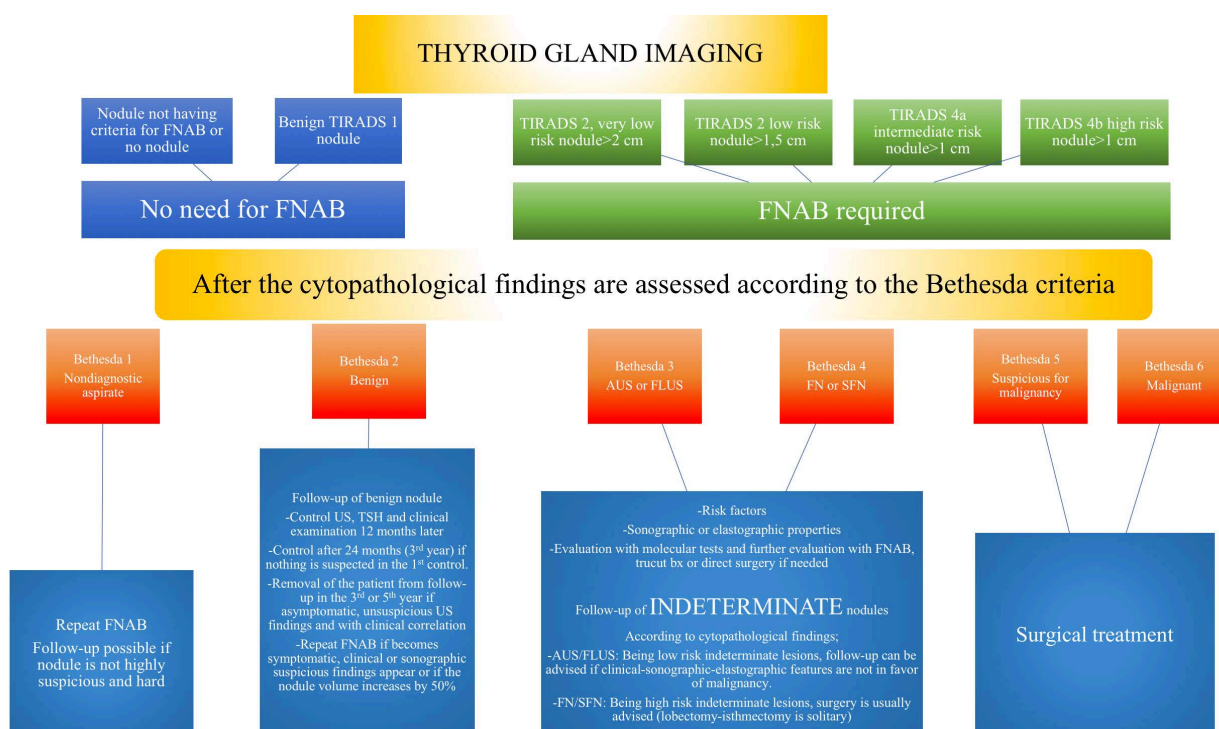 THYROID GLAND IMAGING
Nodule not having
criteria for FNAB or
no nodule
Benign TIRADS 1
nodule
No need for FNAB
TIRADS 2, very low
risk nodule>2 cm
TIRADS 2 low risk
nodule>1,5 cm
TIRADS 4a
intermediate risk
nodule>1 cm
TIRADS 4b high risk
nodule>1 cm
FNAB required
After the cytopathological findings are assessed according to the Bethesda criteria
Bethesda 1
Nondiagnostic
aspirate
Repeat FNAB
Follow-up possible if
nodule is not highly
suspicious and hard
Bethesda 2
Benign
Follow-up of benign nodule
-Control US, TSH and clinical
examination 12 months later
-Control after 24 months (3rd year) if
nothing is suspected in the 1st control.
-Removal of the patient from follow-
up in the 3rd or 5th year if
asymptomatic, unsuspicious US
findings and with clinical correlation
-Repeat FNAB if becomes
symptomatic, clinical or sonographic
suspicious findings appear or if the
nodule volume increases by 50%
Bethesda 3
AUS or FLUS
Bethesda 4
FN or SFN
-Risk factors
-Sonographic or elastographic properties
-Evaluation with molecular tests and further evaluation with FNAB,
trucut bx or direct surgery if needed
Follow-up of INDETERMINATE nodules
According to cytopathological findings;
-AUS/FLUS: Being low risk indeterminate lesions, follow-up can be
advised if clinical-sonographic-elastographic features are not in favor
of malignancy.
-FN/SFN: Being high risk indeterminate lesions, surgery is usually
advised (lobectomy-isthmectomy is solitary)
Bethesda 5
Suspicious for
malignancy
Bethesda 6
Malignant
Surgical treatment